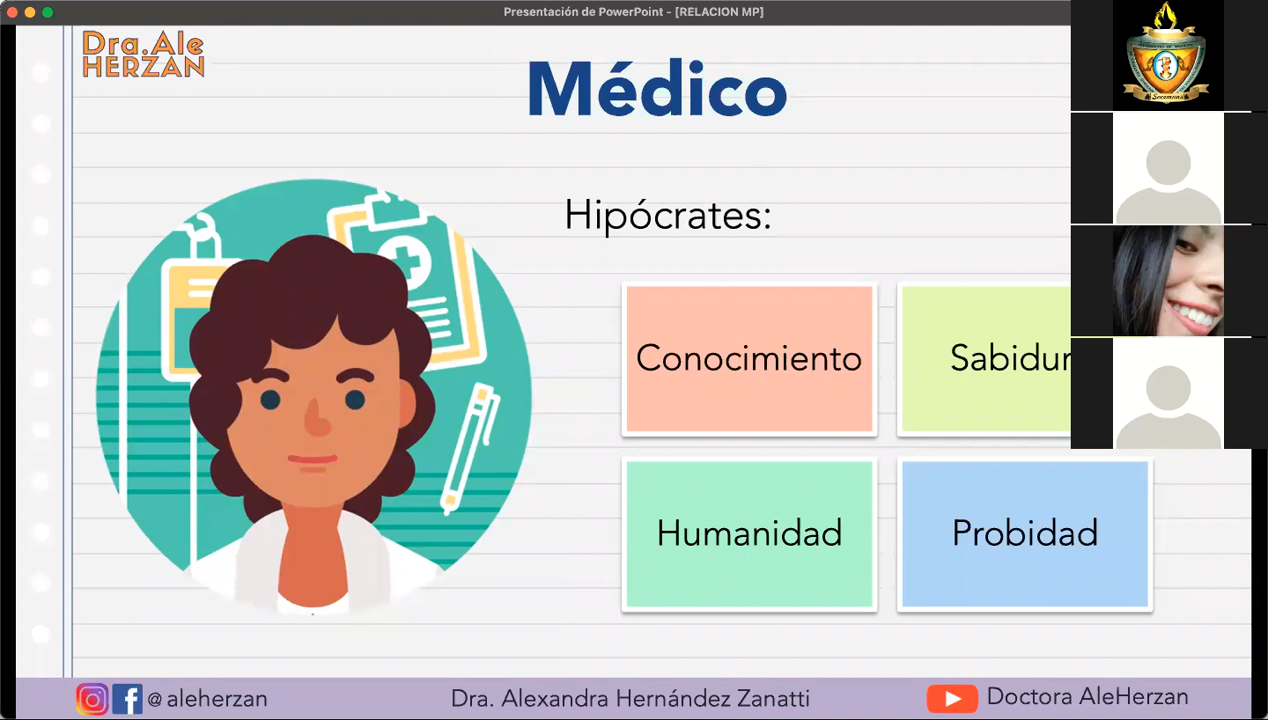 Presentación de PowerPoint - [RELACION MP]
Dra.Ale
HERZAN
Médico
Hipócrates:
Conocimiento
Humanidad
Probidad
@aleherzan
Dra. Alexandra Hernández Zanatti
Doctora AleHerzan